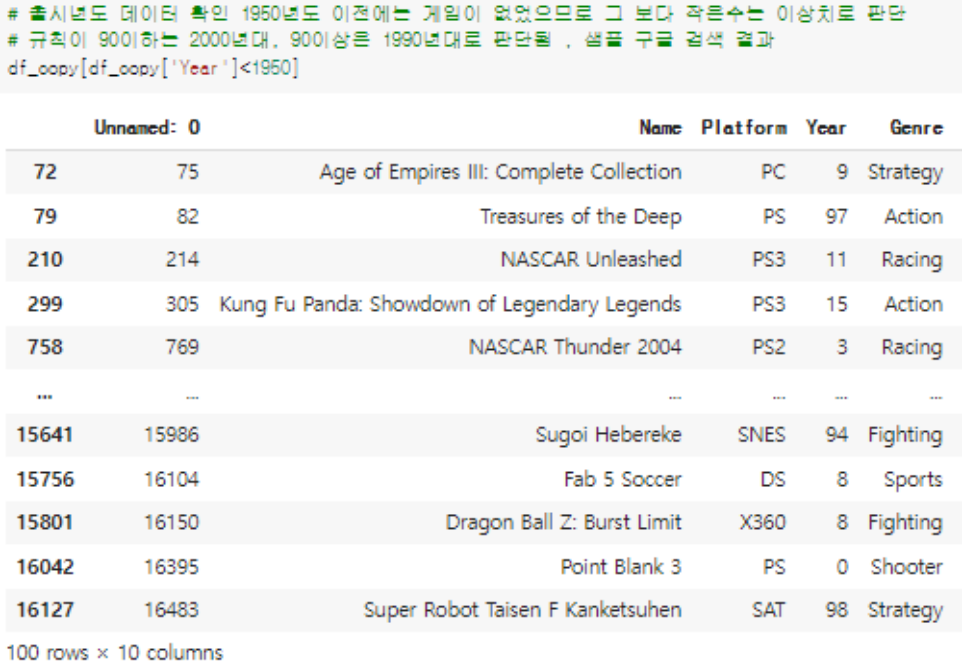 # 출시년도 데이터 확인 1950년도 이전에는 게임이 없었으므로 그 보다 작은수는 이상치로 판단
# 규칙이 90이하는 2000년대, 90이상은 1990년대로 판단됨 , 샘플 구글 검색 결과
df_copy[df_copy['Year']<1950]
Unnamed: 0 Name Platform Year Genre
72 75 Age of Empires III: Complete Collection PC 9 Strategy
79 82 Treasures of the Deep PS 97 Action
210 214 NASCAR Unleashed PS3 11 Racing
299 305 Kung Fu Panda: Showdown of Legendary Legends PS3 15 Action
758 769 NASCAR Thunder 2004 PS2 3 Racing
... ... ... ... ... ...
15641 15986 Sugoi Hebereke SNES 94 Fighting
15756 16104 Fab 5 Soccer DS 8 Sports
15801 16150 Dragon Ball Z: Burst Limit X360 8 Fighting
16042 16395 Point Blank 3 PS 0 Shooter
16127 16483 Super Robot Taisen F Kanketsuhen SAT 98 Strategy
100 rows × 10 columns